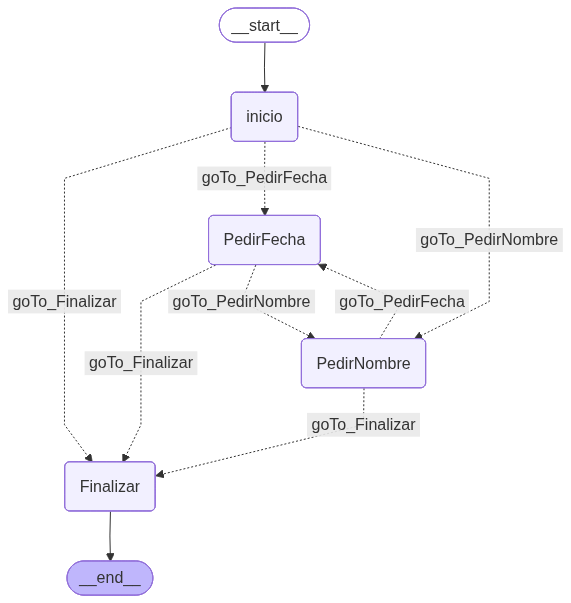 __start__
inicio
goTo_PedirFecha
PedirFecha
goTo_PedirNombre
goTo_Finalizar
goTo_PedirNombre
goTo_PedirFecha
goTo_Finalizar
PedirNombre
goTo_Finalizar
Finalizar
__end__